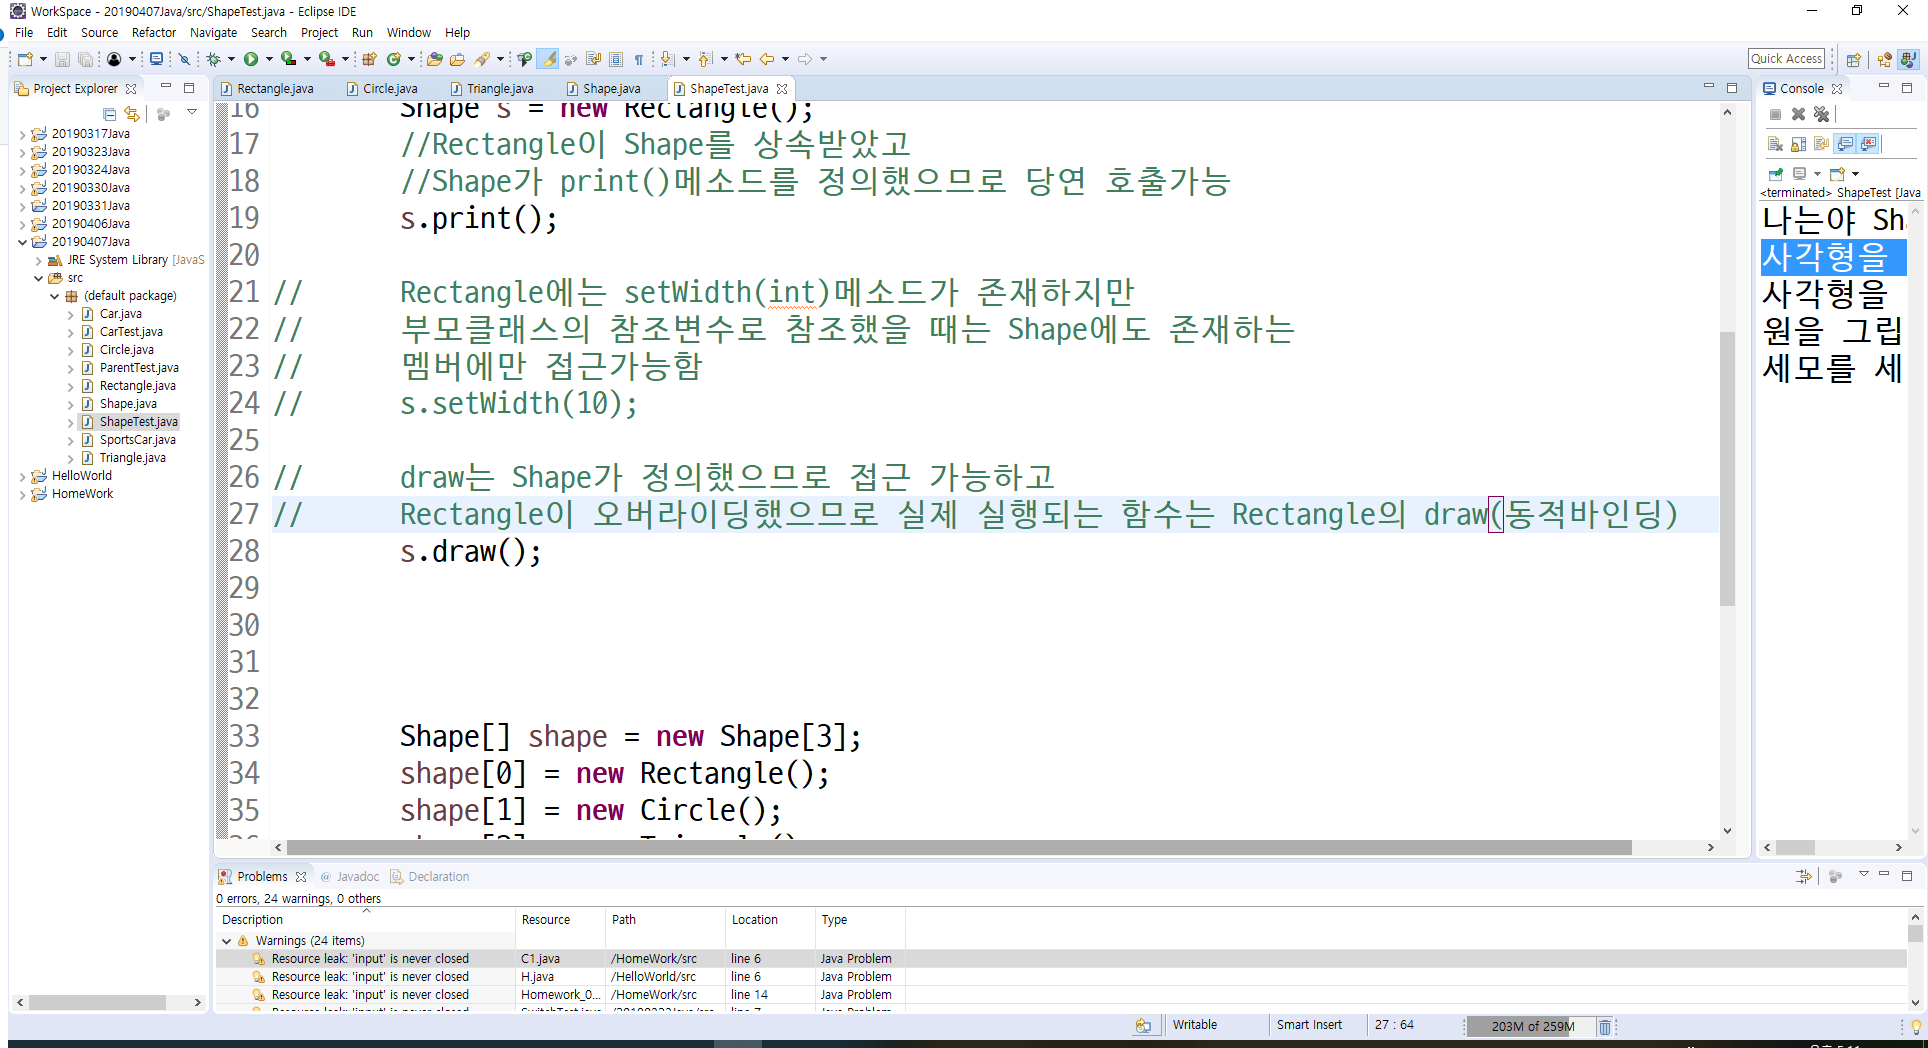 WorkSpace - 20190407Java/src/ShapeTest.java - Eclipse IDE
File Edit Source Refactor Navigate Search Project Run Window Help
Quick Access
Project Explorer
20190317Java
20190323Java
20190324Java
20190330Java
20190331Java
20190406Java
20190407Java
JRE System Library [JavaS
src
(default package)
Car.java
CarTest.java
Circle.java
ParentTest.java
Rectangle.java
Shape.java
ShapeTest.java
SportsCar.java
Triangle.java
HelloWorld
HomeWork
Rectangle.java Circle.java Triangle.java Shape.java ShapeTest.java
16 Shape s = new Rectangle();
17 //Rectangle이 Shape를 상속받았고
18 //Shape가 print()메소드를 정의했으므로 당연 호출가능
19 s.print();
20
21 // Rectangle에는 setWidth(int)메소드가 존재하지만
22 // 부모클래스의 참조변수로 참조했을 때는 Shape에도 존재하는
23 // 멤버에만 접근가능함
24 // s.setWidth(10);
25
26 // draw는 Shape가 정의했으므로 접근 가능하고
27 // Rectangle이 오버라이딩했으므로 실제 실행되는 함수는 Rectangle의 draw(동적바인딩)
28 s.draw();
29
30
31
32
33 Shape[] shape = new Shape[3];
34 shape[0] = new Rectangle();
35 shape[1] = new Circle();
Console
<terminated> ShapeTest [Java
나는야 Sh
사각형을
사각형을
원을 그립
세모를 세
Problems @ Javadoc Declaration
0 errors, 24 warnings, 0 others
Description Resource Path Location Type
Warnings (24 items)
Resource leak: 'input' is never closed C1.java /HomeWork/src line 6 Java Problem
Resource leak: 'input' is never closed H.java /HelloWorld/src line 6 Java Problem
Resource leak: 'input' is never closed Homework_0... /HomeWork/src line 14 Java Problem
Writable Smart Insert 27 : 64 203M of 259M